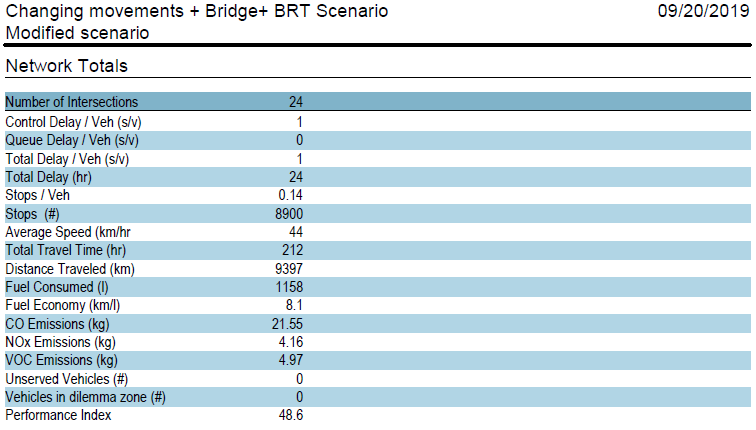 Changing movements + Bridge+ BRT Scenario 09/20/2019
Modified scenario
Network Totals
Number of Intersections 24
Control Delay / Veh (s/v) 1
Queue Delay / Veh (s/v) 0
Total Delay / Veh (s/v) 1
Total Delay (hr) 24
Stops / Veh 0.14
Stops (#) 8900
Average Speed (km/hr 44
Total Travel Time (hr) 212
Distance Traveled (km) 9397
Fuel Consumed (l) 1158
Fuel Economy (km/l) 8.1
CO Emissions (kg) 21.55
NOx Emissions (kg) 4.16
VOC Emissions (kg) 4.97
Unserved Vehicles (#) 0
Vehicles in dilemma zone (#) 0
Performance Index 48.6